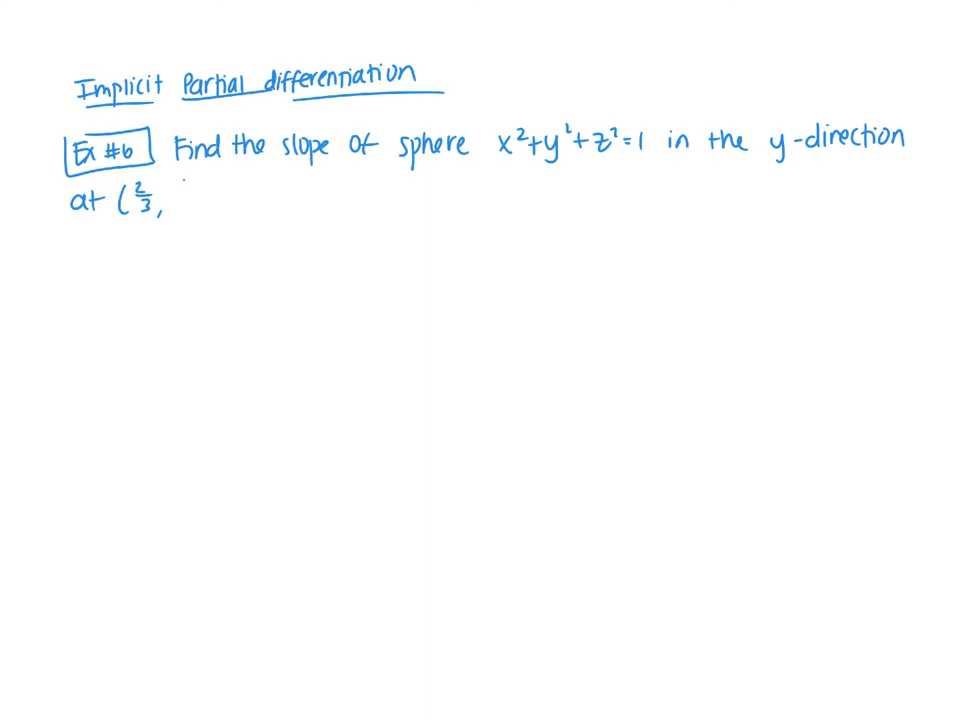 Implicit Partial differentiation
Ex #6 Find the slope of sphere x²+y²+z²=1 in the y-direction
at (2/3,